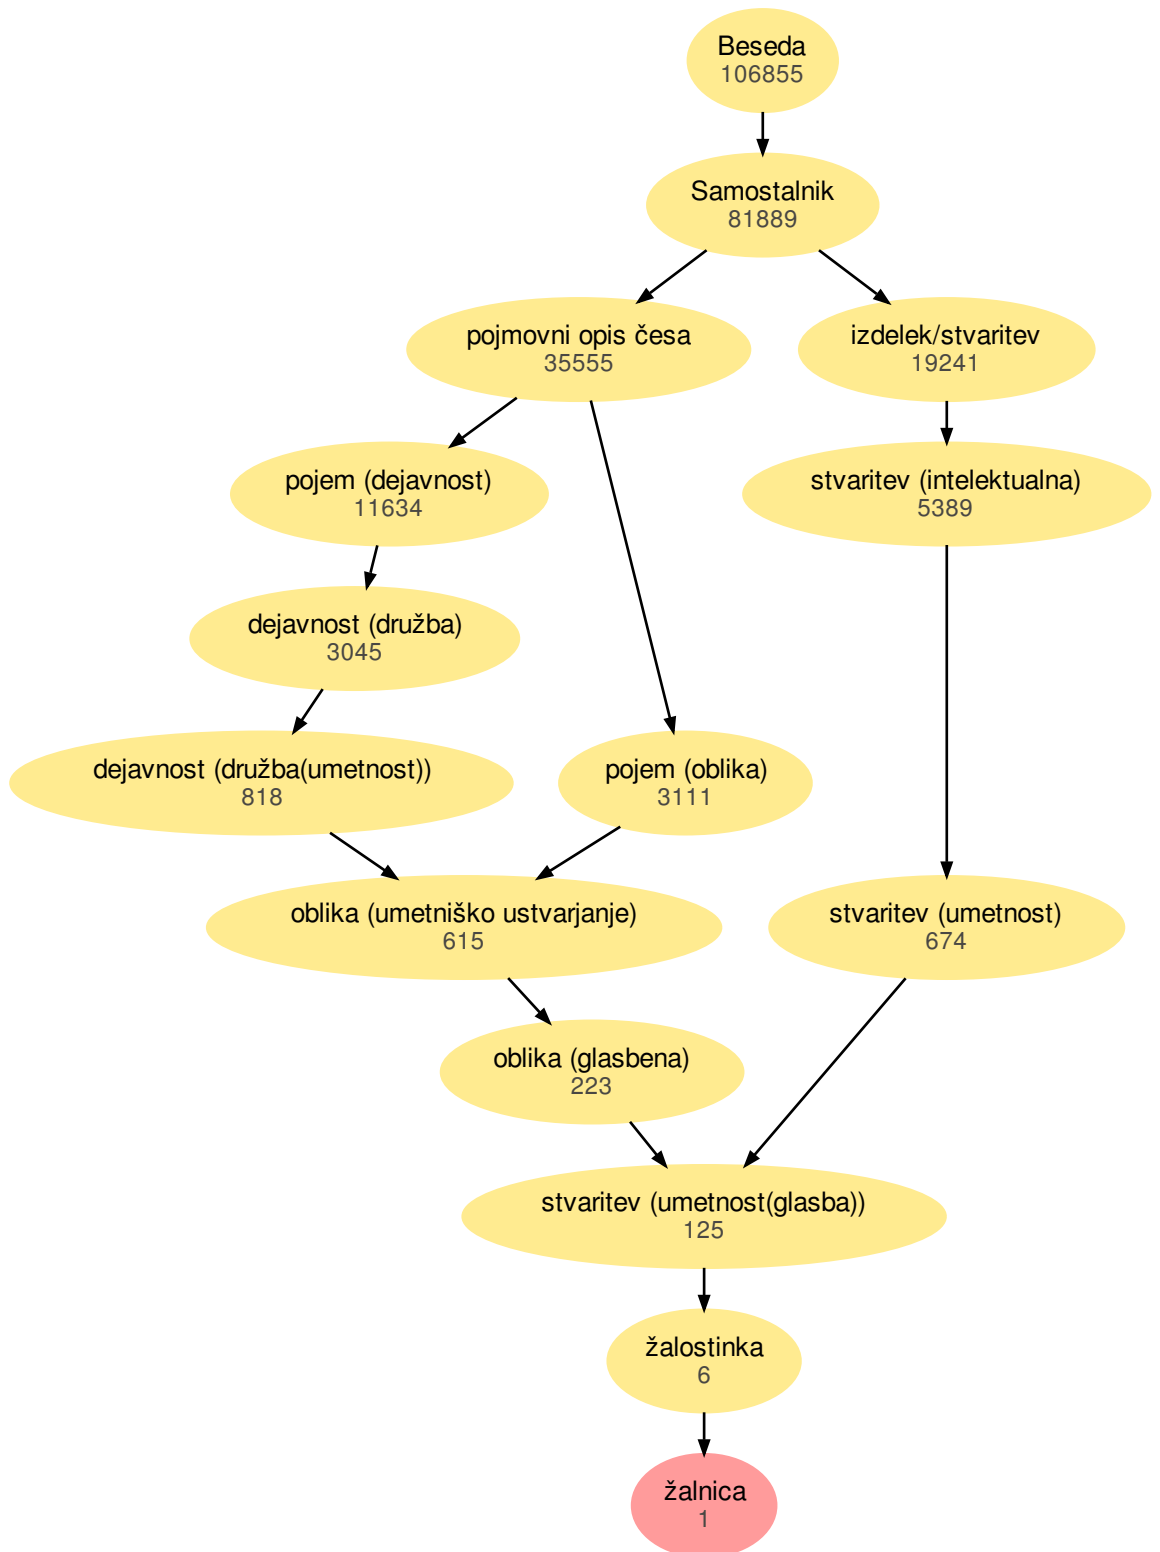 Beseda
106855
Samostalnik
81889
pojmovni opis česa
35555
izdelek/stvaritev
19241
pojem (dejavnost)
11634
stvaritev (intelektualna)
5389
dejavnost (družba)
3045
dejavnost (družba(umetnost))
818
pojem (oblika)
3111
oblika (umetniško ustvarjanje)
615
stvaritev (umetnost)
674
oblika (glasbena)
223
stvaritev (umetnost(glasba))
125
žalostinka
6
žalnica
1